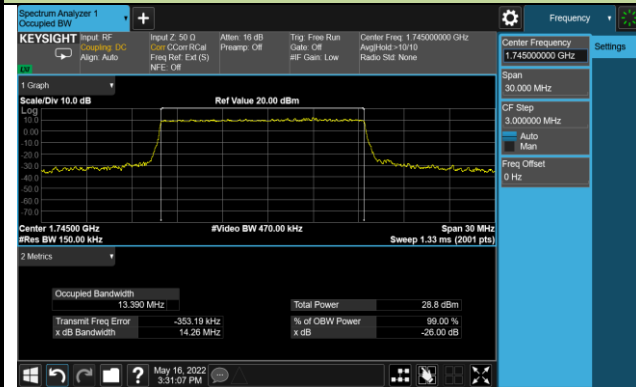 Spectrum Analyzer 1
Occupied BW
+
Frequency
KEYSIGHT
Input: RF
Coupling: DC
Align: Auto
Input Z: 50 Ω
Corr CCorr RCal
Freq Ref: Ext (S)
NFE: Off
Atten: 16 dB
Preamp: Off
Trig: Free Run
Gate: Off
#IF Gain: Low
Center Freq: 1.745000000 GHz
Avg|Hold:>10/10
Radio Std: None
Center Frequency
1.745000000 GHz
Settings
Span
30.000 MHz
CF Step
3.000000 MHz
Auto
Man
Freq Offset
0 Hz
1 Graph
Scale/Div 10.0 dB
Ref Value 20.00 dBm
Log
10.0
0.00
-10.0
-20.0
-30.0
-40.0
-50.0
-60.0
-70.0
Center 1.74500 GHz
#Video BW 470.00 kHz
Span 30 MHz
#Res BW 150.00 kHz
Sweep 1.33 ms (2001 pts)
2 Metrics
Occupied Bandwidth
13.390 MHz
Total Power
28.8 dBm
Transmit Freq Error
-353.19 kHz
% of OBW Power
99.00 %
x dB Bandwidth
14.26 MHz
x dB
-26.00 dB
?
May 16, 2022
3:31:07 PM